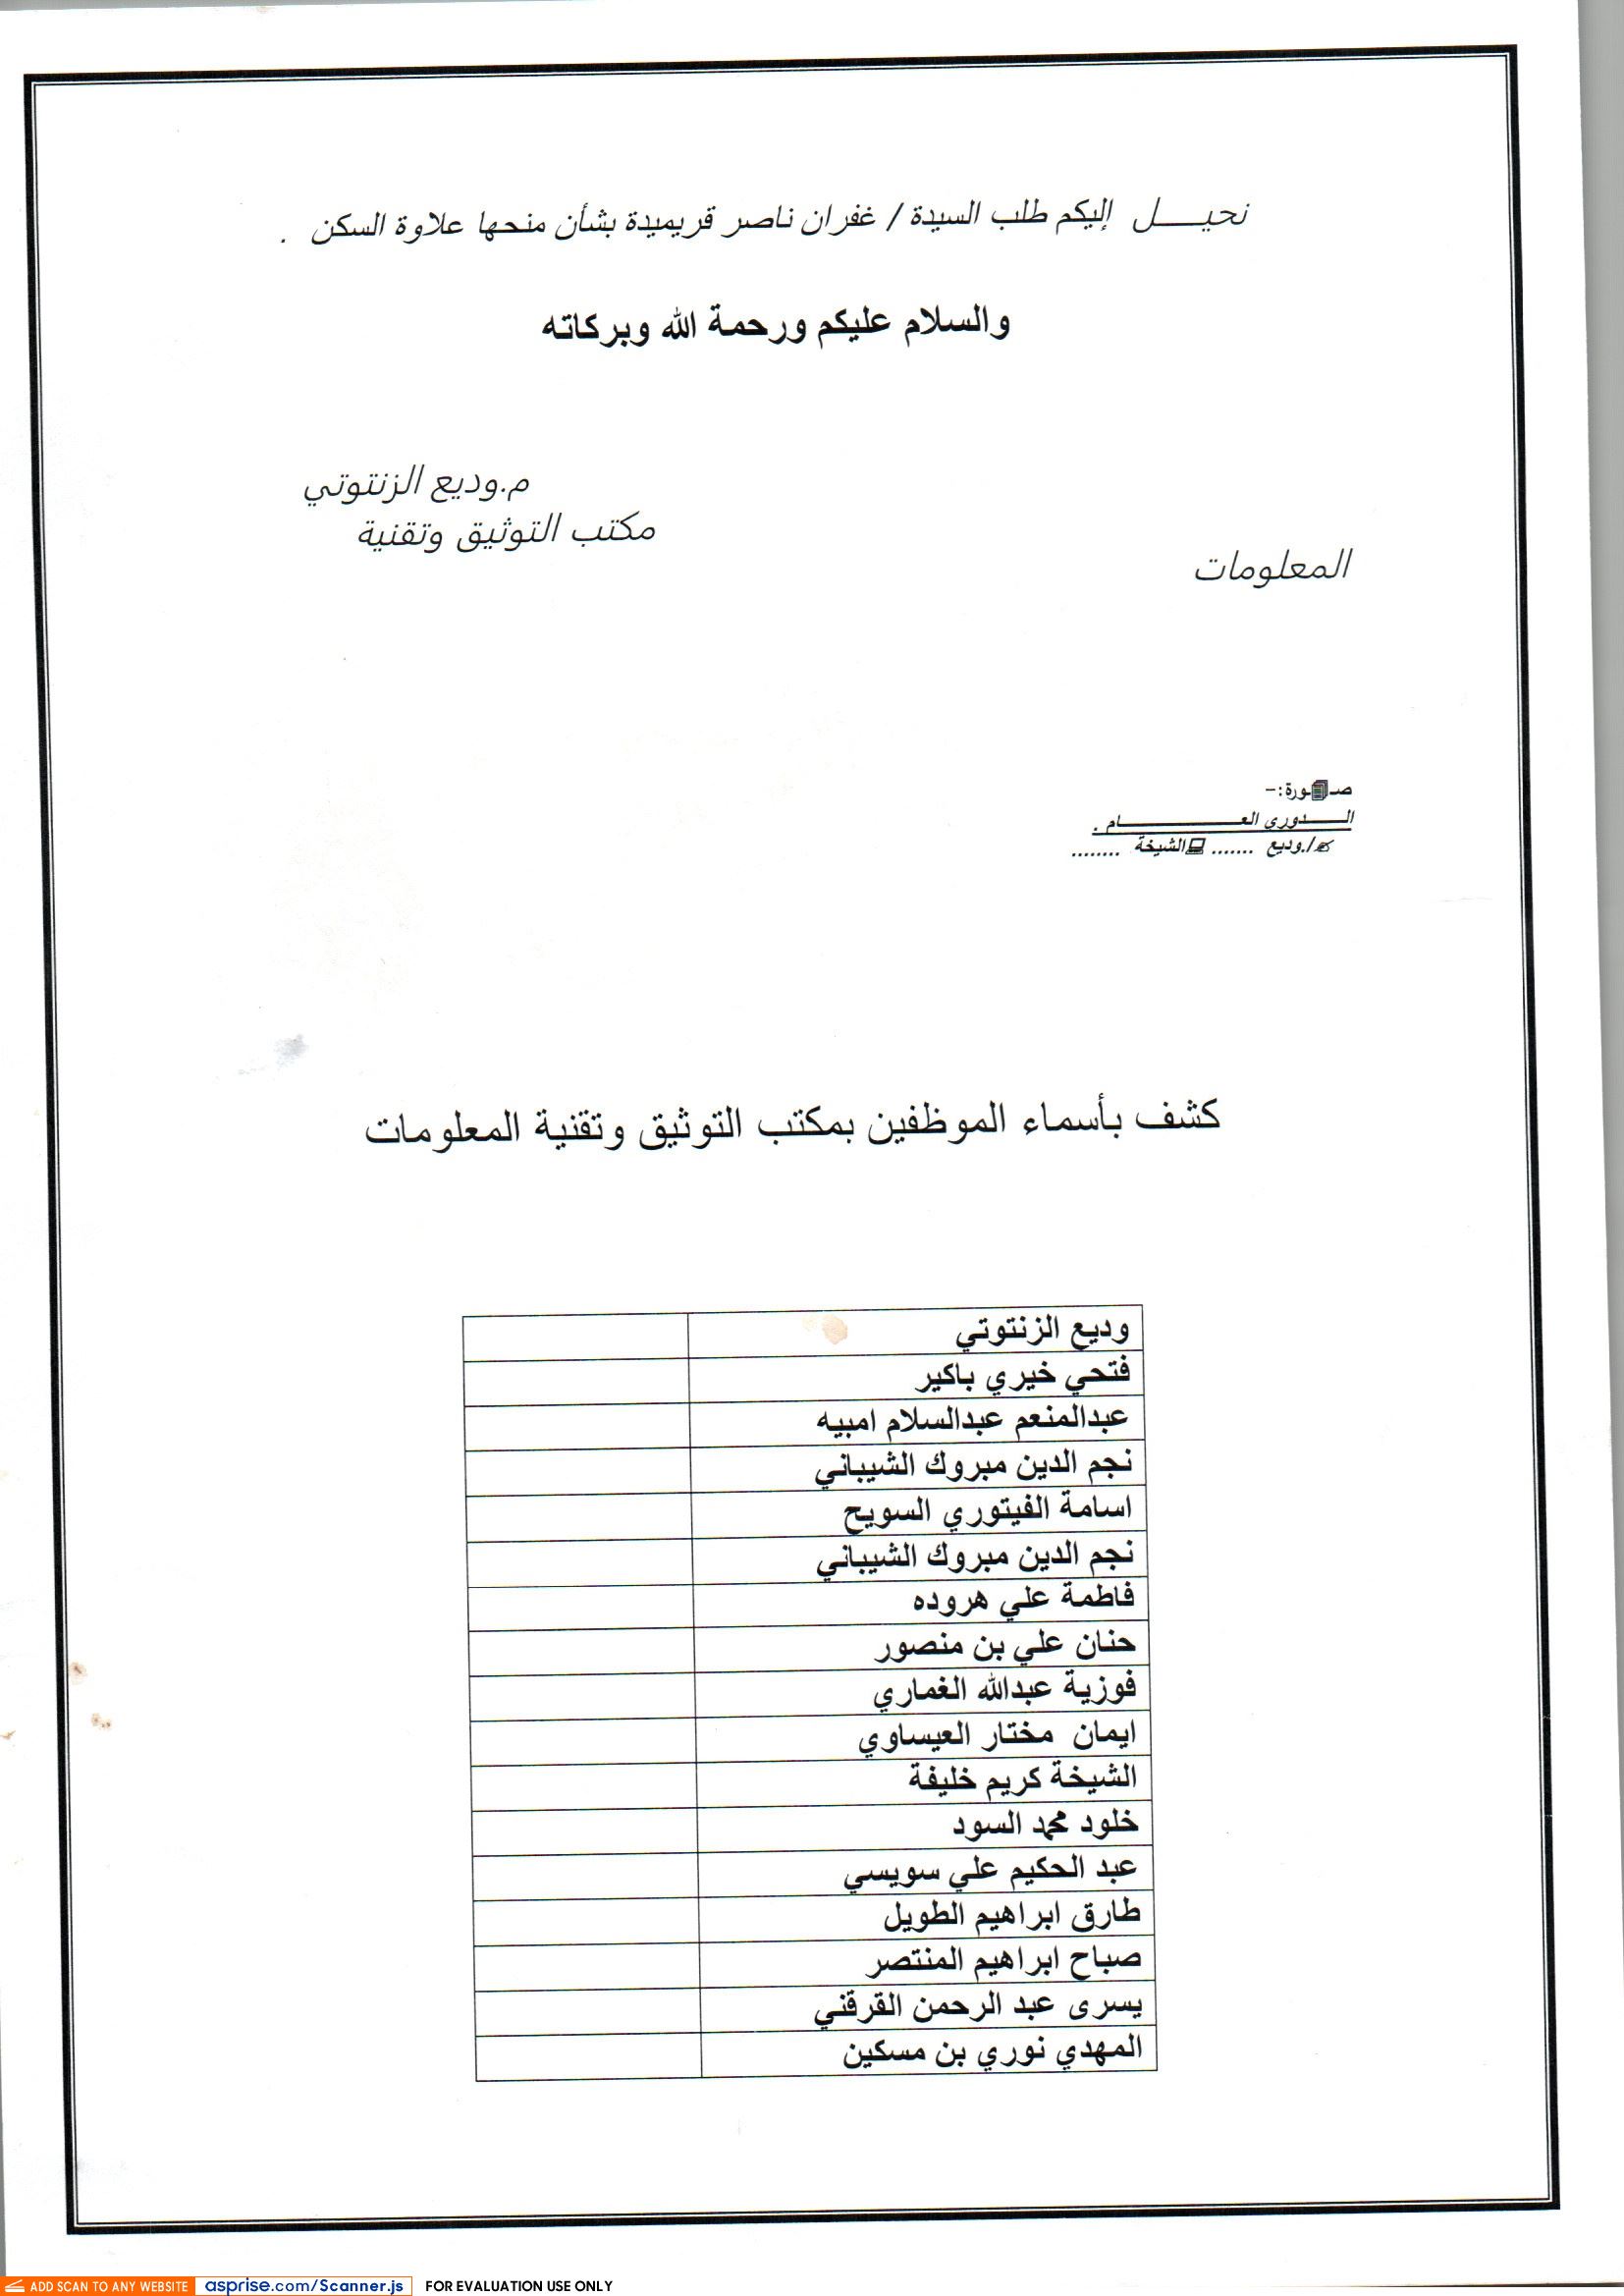 نحيـــــل إليكم طلب السيدة / غفران ناصر قريميدة بشأن منحها علاوة السكن .
والسلام عليكم ورحمة الله وبركاته
م.وديع الزنتوتي
مكتب التوثيق وتقنية
المعلومات
صـورة:-
الـــــدوري العـــــــــــــــام .
/.وديع ....... الشيخة ........
كشف بأسماء الموظفين بمكتب التوثيق وتقنية المعلومات
وديع الزنتوتي
فتحي خيري باكير
عبدالمنعم عبدالسلام امبيه
نجم الدين مبروك الشيباني
اسامة الفيتوري السويح
نجم الدين مبروك الشيباني
فاطمة علي هروده
حنان علي بن منصور
فوزية عبدالله الغماري
ايمان مختار العيساوي
الشيخة كريم خليفة
خلود محمد السود
عبد الحكيم علي سويسي
طارق ابراهيم الطويل
صباح ابراهيم المنتصر
يسرى عبد الرحمن القرقني
المهدي نوري بن مسكين
ADD SCAN TO ANY WEBSITE asprise.com/Scanner.js FOR EVALUATION USE ONLY